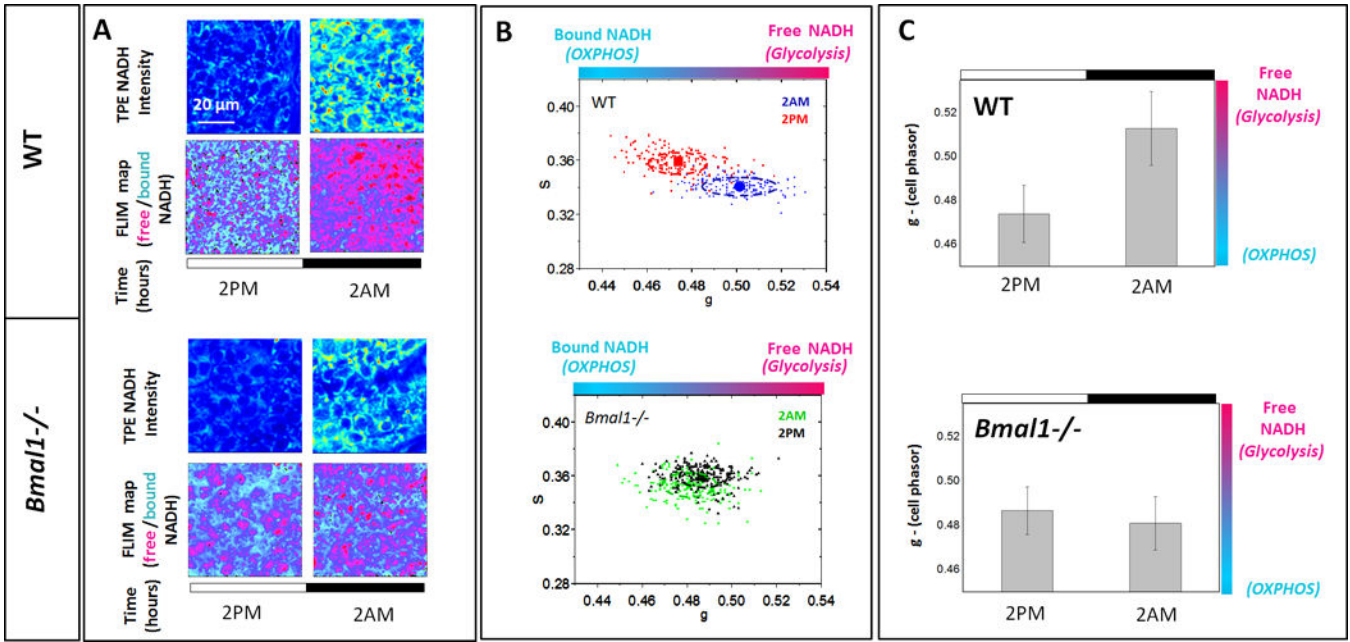 WT
Bmal1-/-
A
TPE NADH
Intensity
20 µm
FLIM map
(free/bound
NADH)
Time
(hours)
2PM
2AM
TPE NADH
Intensity
FLIM map
(free/bound
NADH)
Time
(hours)
2PM
2AM
B
Bound NADH
(OXPHOS)
Free NADH
(Glycolysis)
WT
2AM
2PM
0.40
0.36
S
0.32
0.28
0.44 0.46 0.48 0.50 0.52 0.54
g
Bound NADH
(OXPHOS)
Free NADH
(Glycolysis)
Bmal1-/-
2AM
2PM
0.40
0.36
S
0.32
0.28
0.44 0.46 0.48 0.50 0.52 0.54
g
C
WT
g - (cell phasor)
0.52
0.50
0.48
0.46
2PM
2AM
Free
NADH
(Glycolysis)
(OXPHOS)
Bmal1-/-
g - (cell phasor)
0.52
0.50
0.48
0.46
2PM
2AM
Free
NADH
(Glycolysis)
(OXPHOS)